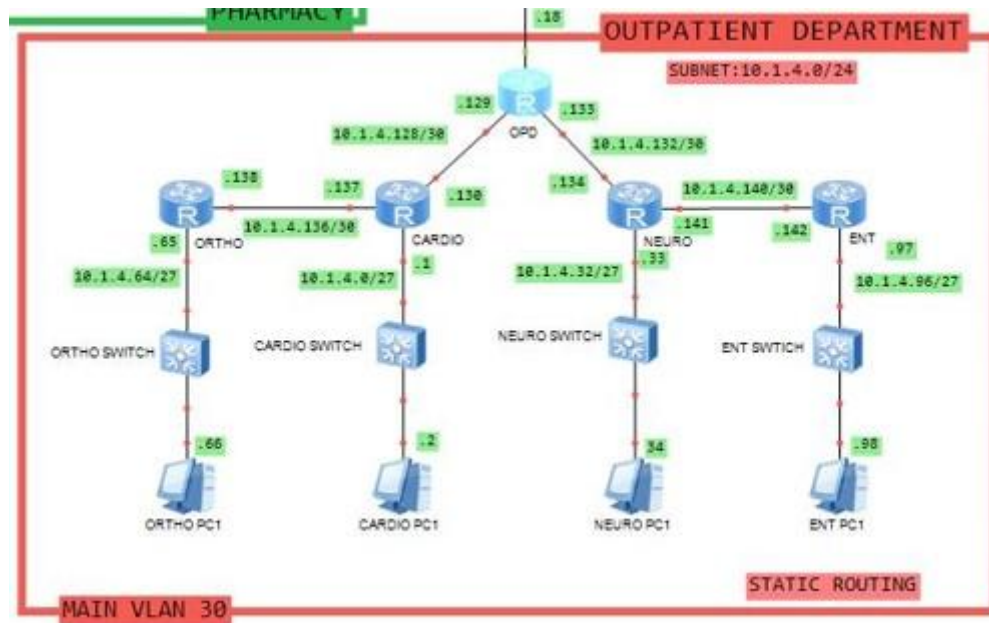 PHARMACY
.18
OUTPATIENT DEPARTMENT
SUBNET:10.1.4.0/24
.129
.133
OPD
10.1.4.128/30
10.1.4.132/30
.138
.137
.130
.134
10.1.4.140/30
10.1.4.136/30
.65
ORTHO
CARDIO
.141
NEURO
.142
ENT
.1
.33
.97
10.1.4.64/27
10.1.4.0/27
10.1.4.32/27
10.1.4.96/27
ORTHO SWITCH
CARDIO SWITCH
NEURO SWITCH
ENT SWTICH
.66
.2
34
.98
ORTHO PC1
CARDIO PC1
NEURO PC1
ENT PC1
STATIC ROUTING
MAIN VLAN 30